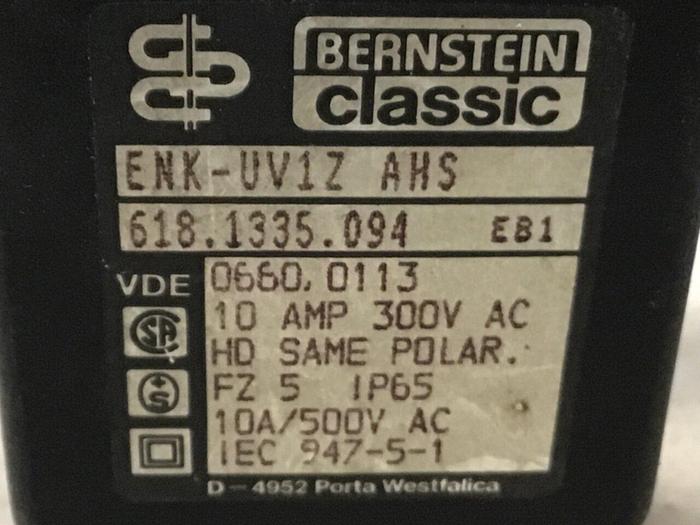 BERNSTEIN
classic
ENK-UV1Z AHS
618.1335.094 EB1
VDE 0660.0113
10 AMP 300V AC
HD SAME POLAR.
FZ 5 IP65
10A/500V AC
IEC 947-5-1
D-4952 Porta Westfalica